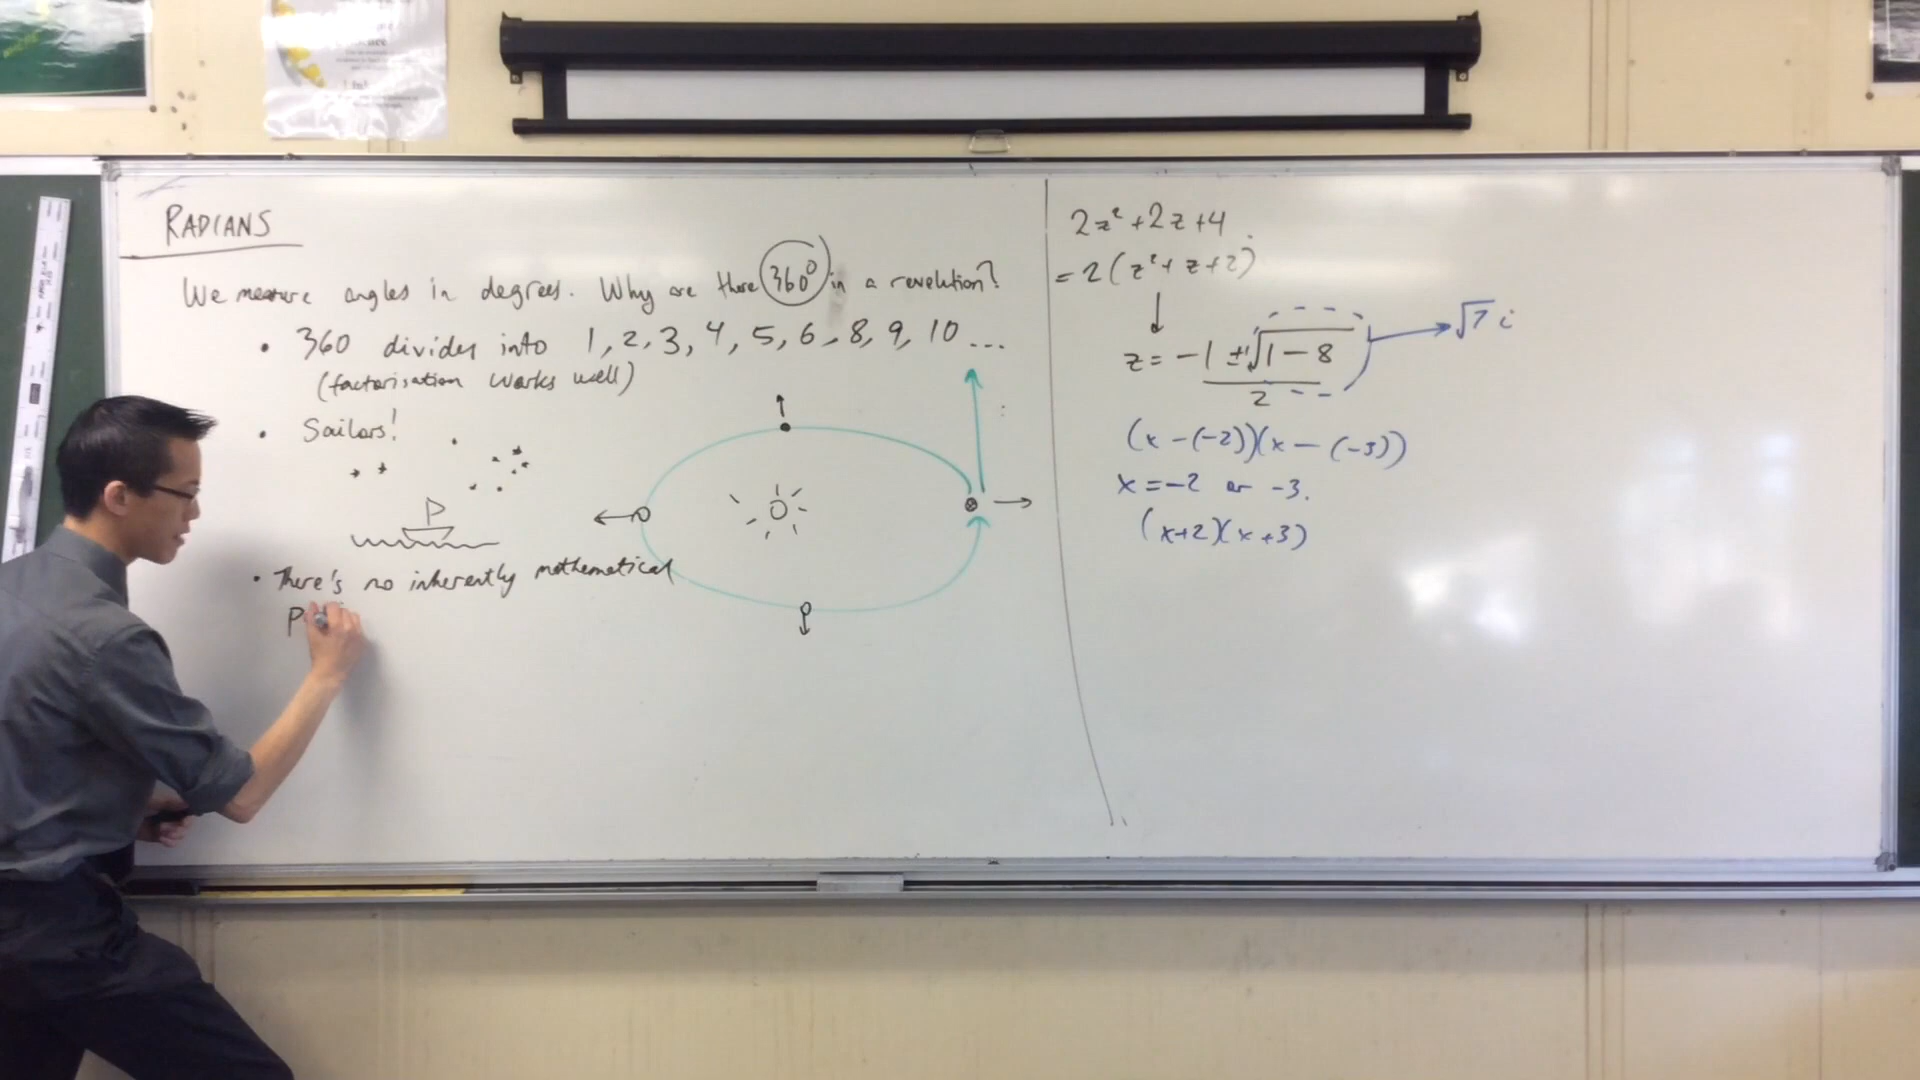 RADIANS
We measure angles in degrees. Why are there 360° in a revolution?
• 360 divides into 1, 2, 3, 4, 5, 6, 8, 9, 10 ...
(factorisation works well)
• Sailors!
• There's no inherently mathematical
2z² + 2z + 4
= 2(z² + z + 2)
z = -1 ± √1 - 8
2
√7 i
(x - (-2))(x - (-3))
x = -2 or -3.
(x+2)(x+3)